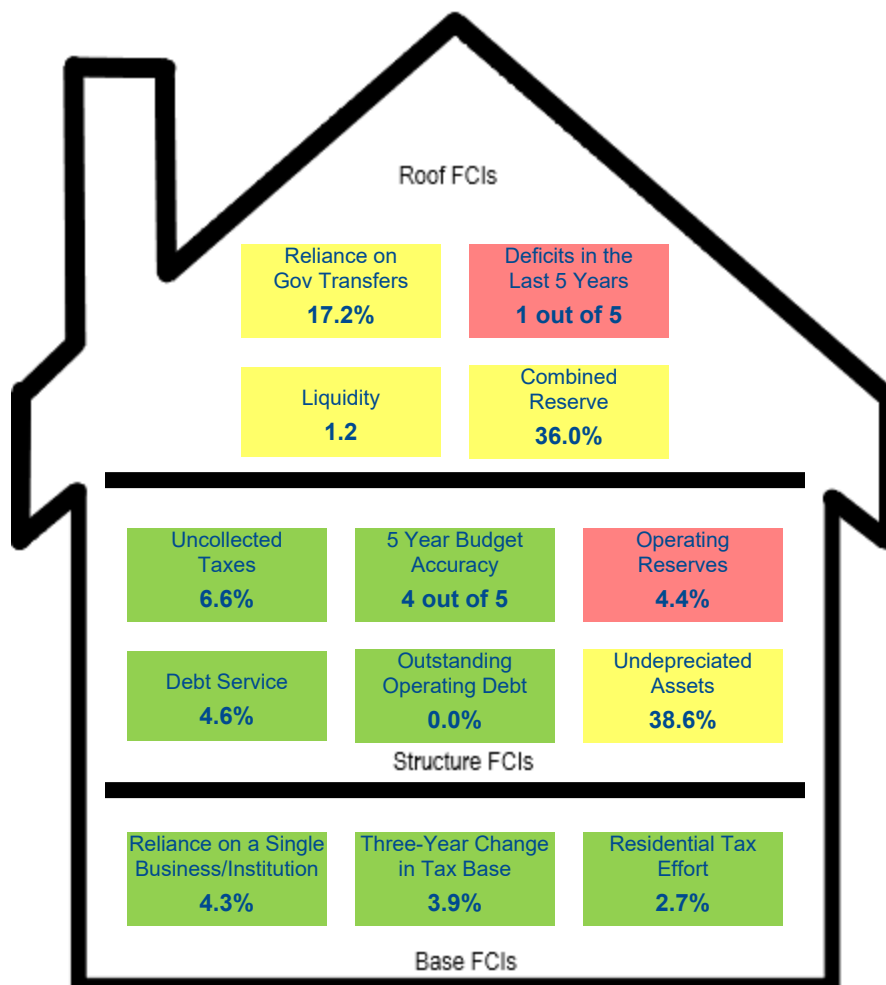 Roof FCIs
Reliance on
Gov Transfers
17.2%
Deficits in the
Last 5 Years
1 out of 5
Liquidity
1.2
Combined
Reserve
36.0%
Uncollected
Taxes
6.6%
5 Year Budget
Accuracy
4 out of 5
Operating
Reserves
4.4%
Debt Service
4.6%
Outstanding
Operating Debt
0.0%
Undepreciated
Assets
38.6%
Structure FCIs
Reliance on a Single
Business/Institution
4.3%
Three-Year Change
in Tax Base
3.9%
Residential Tax
Effort
2.7%
Base FCIs